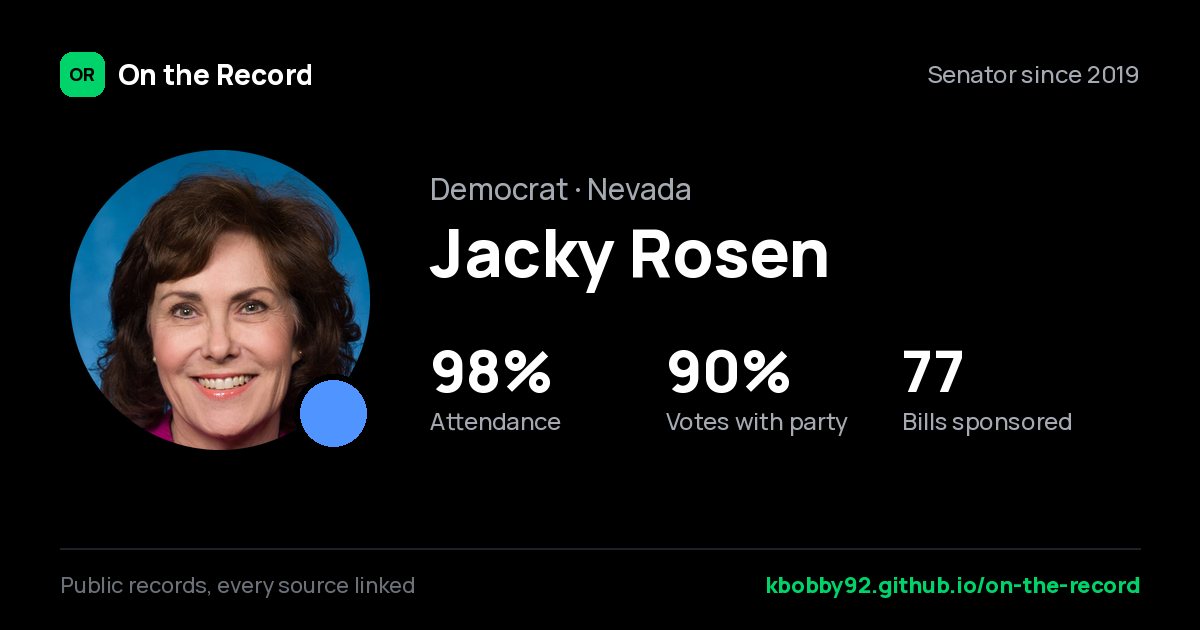 OR On the Record
Senator since 2019
Democrat · Nevada
Jacky Rosen
98% 90% 77
Attendance Votes with party Bills sponsored
Public records, every source linked
kbobby92.github.io/on-the-record